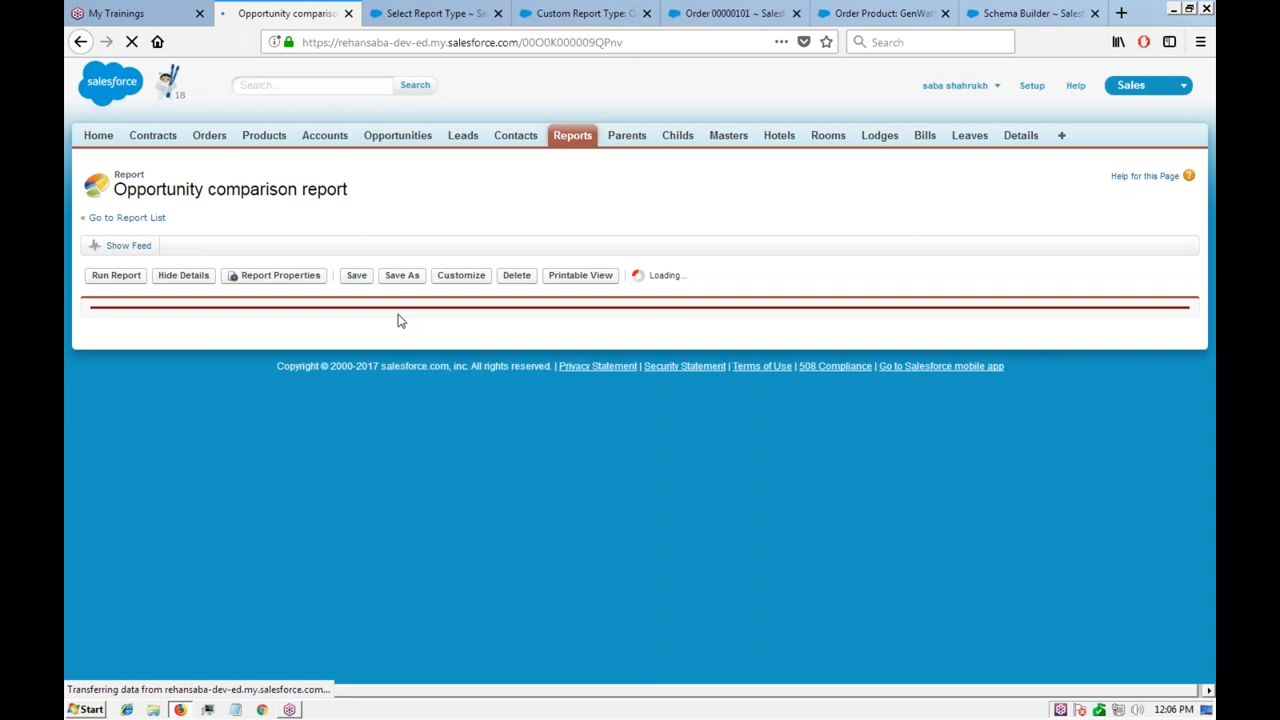 My Trainings
Opportunity compariso
Select Report Type ~ Sa
Custom Report Type: O
Order 00000101 ~ Sales
Order Product: GenWatt
Schema Builder ~ Salesf
https://rehansaba-dev-ed.my.salesforce.com/00O0K000009QPnv
Search
salesforce
18
Search...
Search
saba shahrukh
Setup
Help
Sales
Home Contracts Orders Products Accounts Opportunities Leads Contacts Reports Parents Childs Masters Hotels Rooms Lodges Bills Leaves Details +
Report
Opportunity comparison report
Help for this Page ?
« Go to Report List
Show Feed
Run Report Hide Details Report Properties Save Save As Customize Delete Printable View Loading...
Copyright © 2000-2017 salesforce.com, inc. All rights reserved. | Privacy Statement | Security Statement | Terms of Use | 508 Compliance | Go to Salesforce mobile app
Transferring data from rehansaba-dev-ed.my.salesforce.com...
Start
12:06 PM